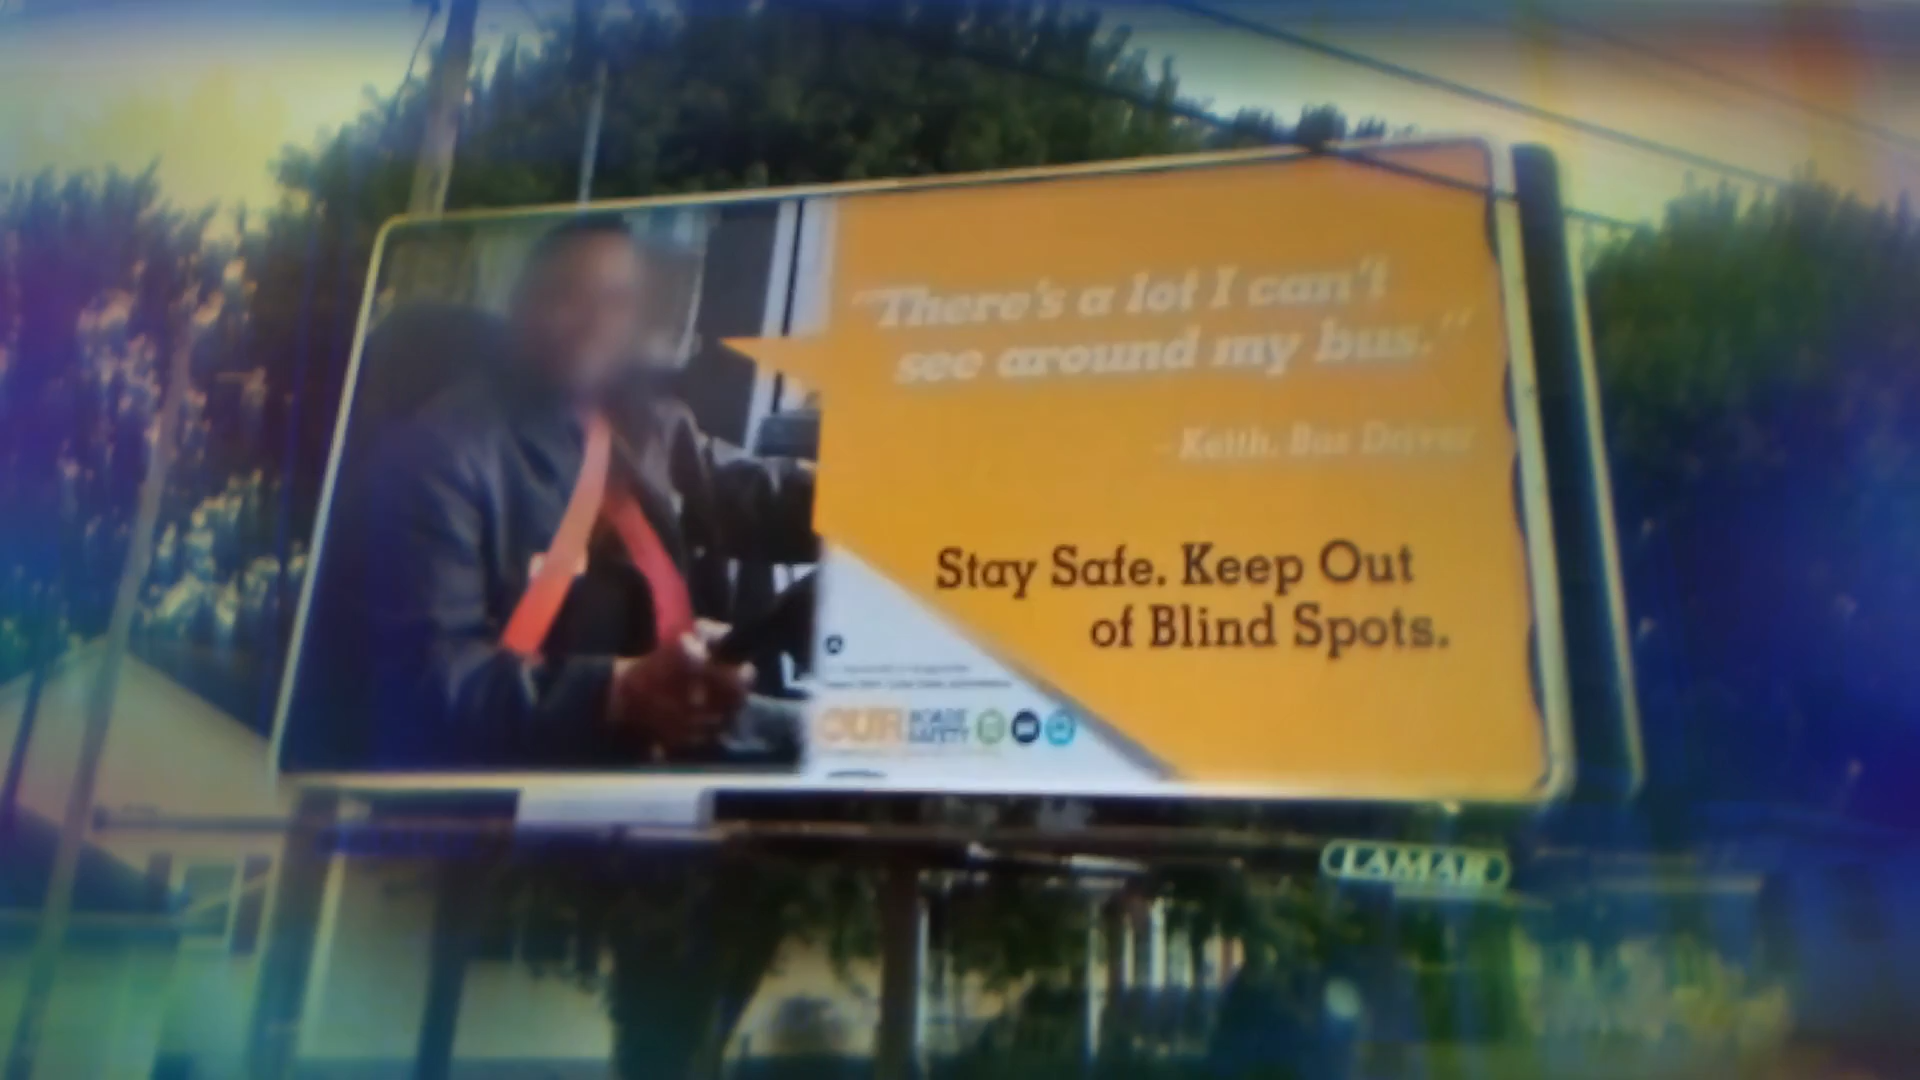 "There's a lot I can't
see around my bus."
- Keith, Bus Driver
Stay Safe. Keep Out
of Blind Spots.
OUR ROADS
SAFETY
LAMAR